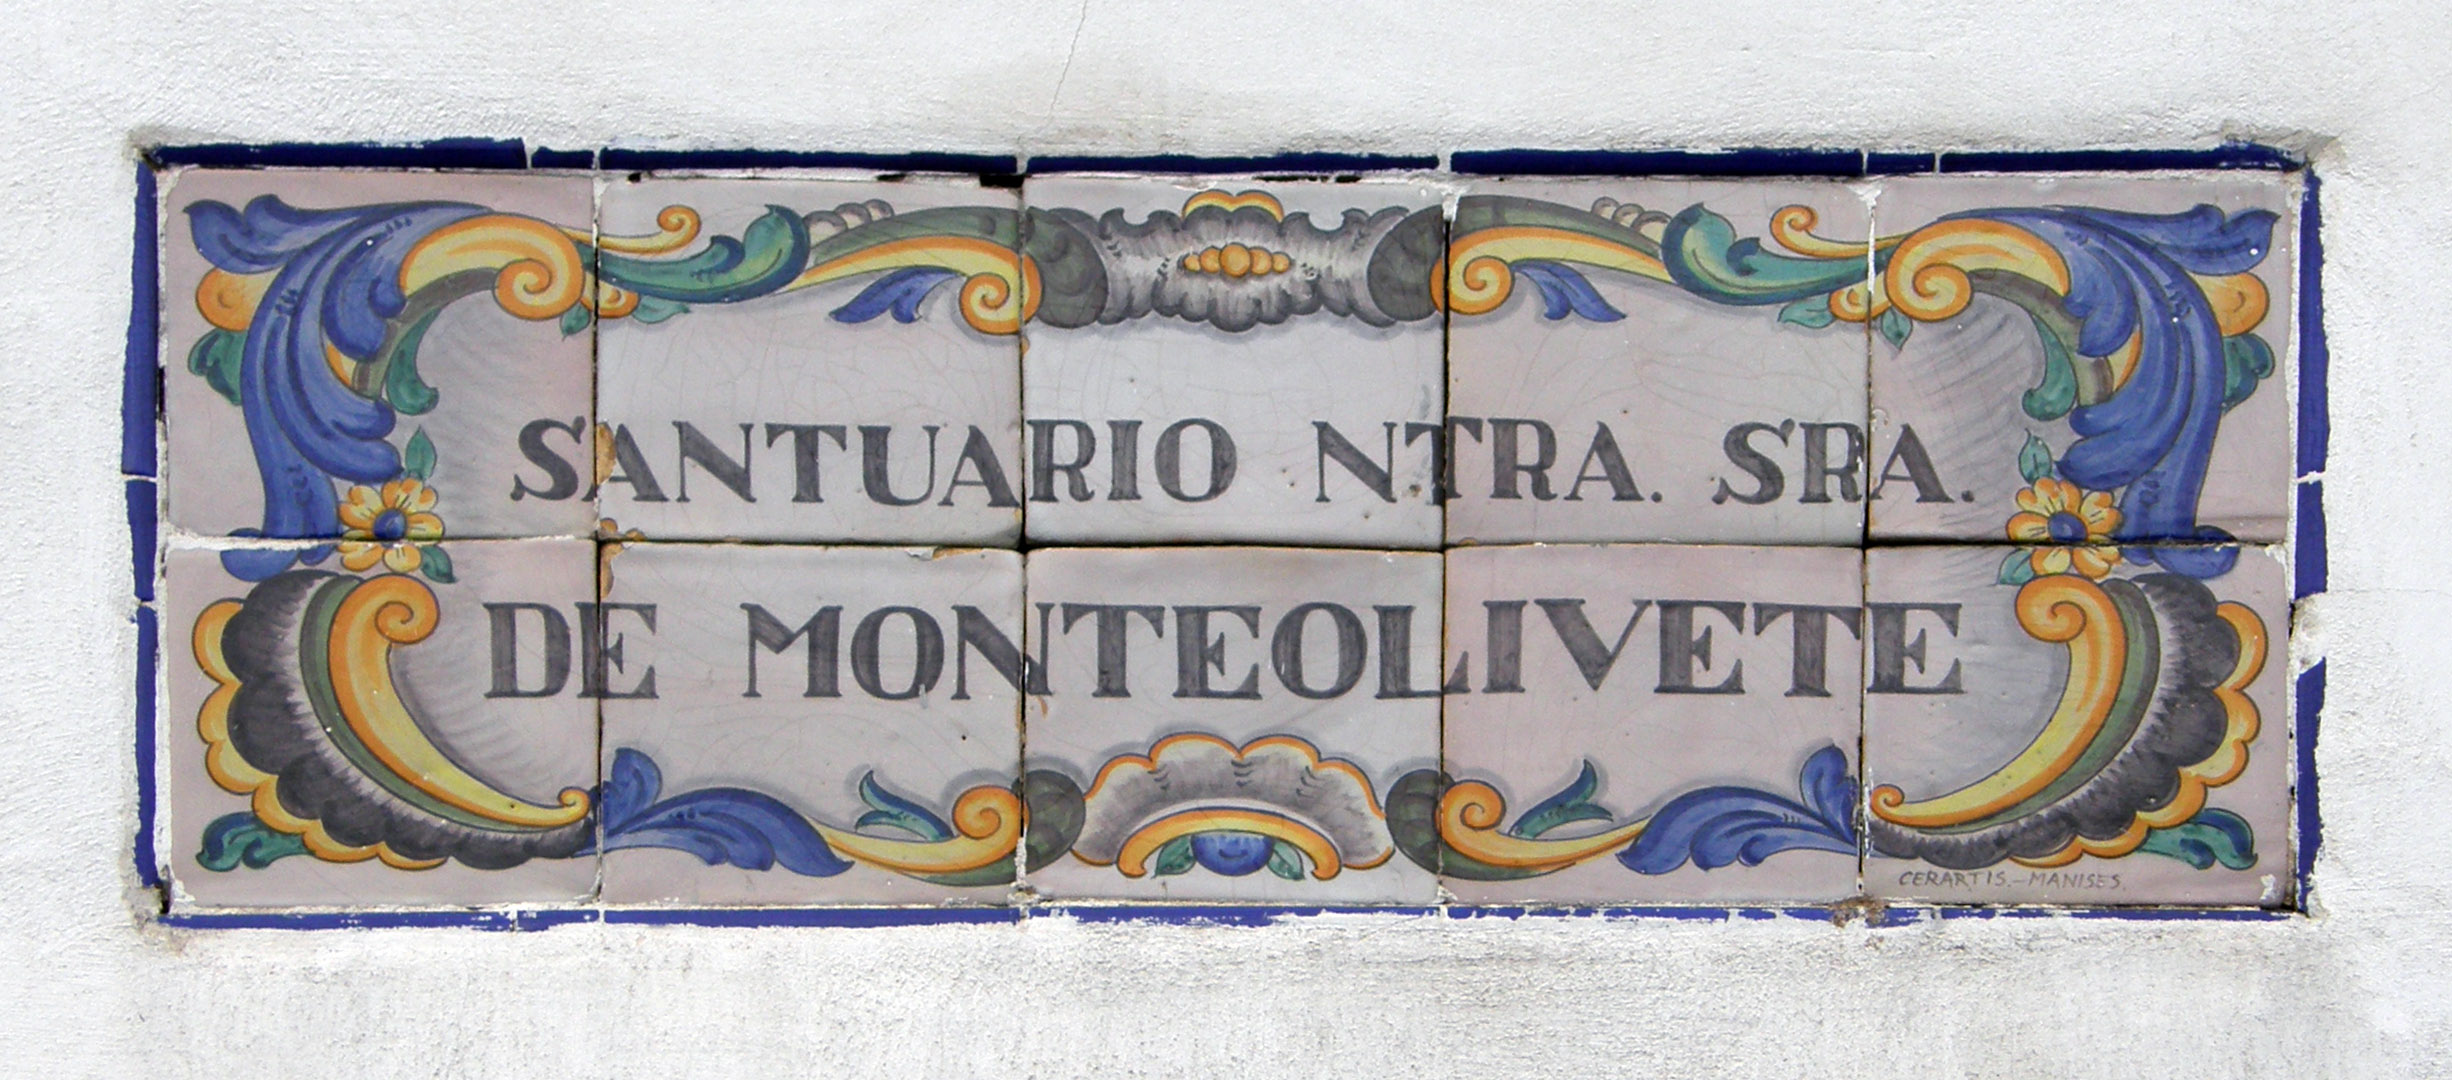 SANTUARIO NTRA. SRA.
DE MONTEOLIVETE
CERARTIS.-MANISES.